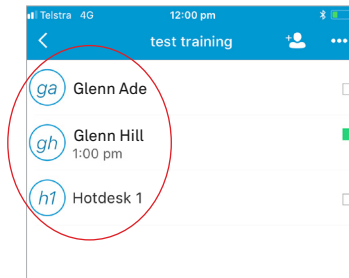 Telstra 4G 12:00 pm
test training
ga Glenn Ade
gh Glenn Hill
1:00 pm
h1 Hotdesk 1